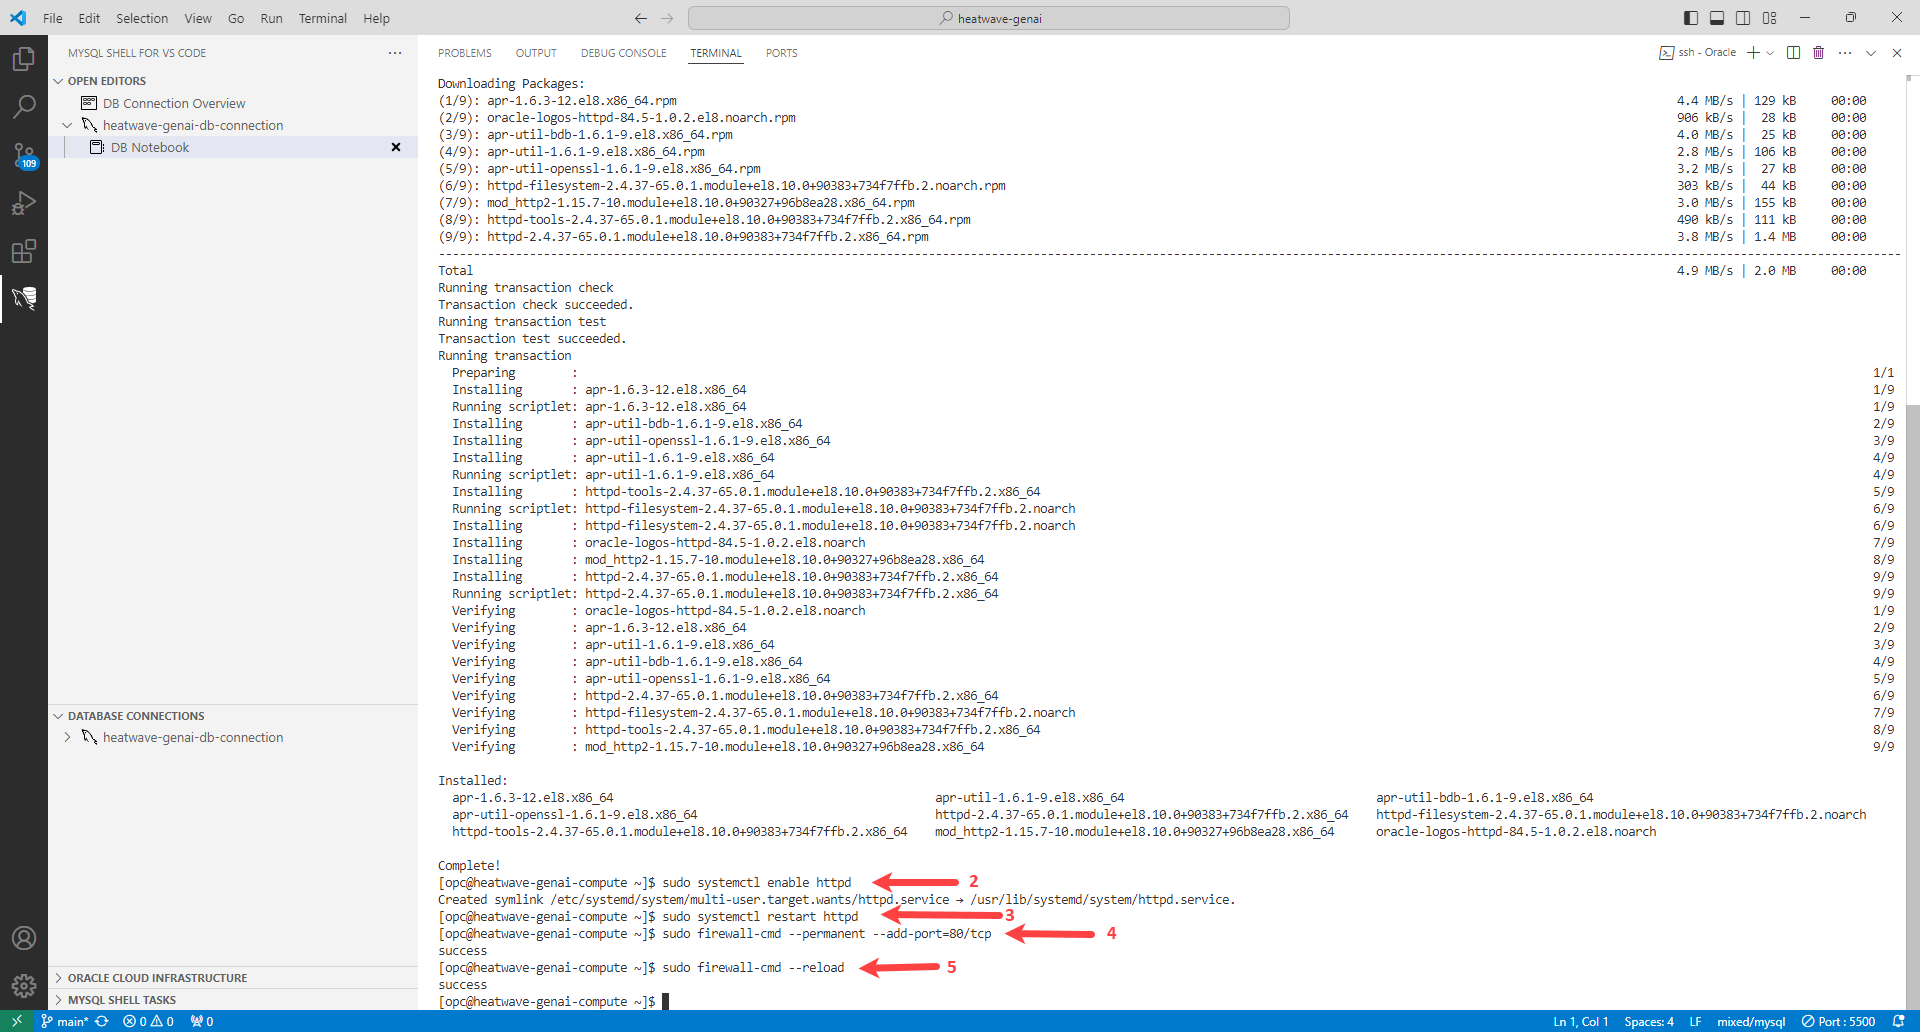 File Edit Selection View Go Run Terminal Help
heatwave-genai
MYSQL SHELL FOR VS CODE ···
OPEN EDITORS
DB Connection Overview
heatwave-genai-db-connection
DB Notebook
109
DATABASE CONNECTIONS
heatwave-genai-db-connection
ORACLE CLOUD INFRASTRUCTURE
MYSQL SHELL TASKS
PROBLEMS OUTPUT DEBUG CONSOLE TERMINAL PORTS ssh - Oracle
Downloading Packages:
(1/9): apr-1.6.3-12.el8.x86_64.rpm 4.4 MB/s | 129 kB 00:00
(2/9): oracle-logos-httpd-84.5-1.0.2.el8.noarch.rpm 906 kB/s | 28 kB 00:00
(3/9): apr-util-bdb-1.6.1-9.el8.x86_64.rpm 4.0 MB/s | 25 kB 00:00
(4/9): apr-util-1.6.1-9.el8.x86_64.rpm 2.8 MB/s | 106 kB 00:00
(5/9): apr-util-openssl-1.6.1-9.el8.x86_64.rpm 3.2 MB/s | 27 kB 00:00
(6/9): httpd-filesystem-2.4.37-65.0.1.module+el8.10.0+90383+734f7ffb.2.noarch.rpm 303 kB/s | 44 kB 00:00
(7/9): mod_http2-1.15.7-10.module+el8.10.0+90327+96b8ea28.x86_64.rpm 3.0 MB/s | 155 kB 00:00
(8/9): httpd-tools-2.4.37-65.0.1.module+el8.10.0+90383+734f7ffb.2.x86_64.rpm 490 kB/s | 111 kB 00:00
(9/9): httpd-2.4.37-65.0.1.module+el8.10.0+90383+734f7ffb.2.x86_64.rpm 3.8 MB/s | 1.4 MB 00:00
Total 4.9 MB/s | 2.0 MB 00:00
Running transaction check
Transaction check succeeded.
Running transaction test
Transaction test succeeded.
Running transaction
Preparing : 1/1
Installing : apr-1.6.3-12.el8.x86_64 1/9
Running scriptlet: apr-1.6.3-12.el8.x86_64 1/9
Installing : apr-util-bdb-1.6.1-9.el8.x86_64 2/9
Installing : apr-util-openssl-1.6.1-9.el8.x86_64 3/9
Installing : apr-util-1.6.1-9.el8.x86_64 4/9
Running scriptlet: apr-util-1.6.1-9.el8.x86_64 4/9
Installing : httpd-tools-2.4.37-65.0.1.module+el8.10.0+90383+734f7ffb.2.x86_64 5/9
Running scriptlet: httpd-filesystem-2.4.37-65.0.1.module+el8.10.0+90383+734f7ffb.2.noarch 6/9
Installing : httpd-filesystem-2.4.37-65.0.1.module+el8.10.0+90383+734f7ffb.2.noarch 6/9
Installing : oracle-logos-httpd-84.5-1.0.2.el8.noarch 7/9
Installing : mod_http2-1.15.7-10.module+el8.10.0+90327+96b8ea28.x86_64 8/9
Installing : httpd-2.4.37-65.0.1.module+el8.10.0+90383+734f7ffb.2.x86_64 9/9
Running scriptlet: httpd-2.4.37-65.0.1.module+el8.10.0+90383+734f7ffb.2.x86_64 9/9
Verifying : oracle-logos-httpd-84.5-1.0.2.el8.noarch 1/9
Verifying : apr-1.6.3-12.el8.x86_64 2/9
Verifying : apr-util-1.6.1-9.el8.x86_64 3/9
Verifying : apr-util-bdb-1.6.1-9.el8.x86_64 4/9
Verifying : apr-util-openssl-1.6.1-9.el8.x86_64 5/9
Verifying : httpd-2.4.37-65.0.1.module+el8.10.0+90383+734f7ffb.2.x86_64 6/9
Verifying : httpd-filesystem-2.4.37-65.0.1.module+el8.10.0+90383+734f7ffb.2.noarch 7/9
Verifying : httpd-tools-2.4.37-65.0.1.module+el8.10.0+90383+734f7ffb.2.x86_64 8/9
Verifying : mod_http2-1.15.7-10.module+el8.10.0+90327+96b8ea28.x86_64 9/9
Installed:
apr-1.6.3-12.el8.x86_64 apr-util-1.6.1-9.el8.x86_64 apr-util-bdb-1.6.1-9.el8.x86_64
apr-util-openssl-1.6.1-9.el8.x86_64 httpd-2.4.37-65.0.1.module+el8.10.0+90383+734f7ffb.2.x86_64 httpd-filesystem-2.4.37-65.0.1.module+el8.10.0+90383+734f7ffb.2.noarch
httpd-tools-2.4.37-65.0.1.module+el8.10.0+90383+734f7ffb.2.x86_64 mod_http2-1.15.7-10.module+el8.10.0+90327+96b8ea28.x86_64 oracle-logos-httpd-84.5-1.0.2.el8.noarch
Complete!
[opc@heatwave-genai-compute ~]$ sudo systemctl enable httpd 2
Created symlink /etc/systemd/system/multi-user.target.wants/httpd.service → /usr/lib/systemd/system/httpd.service.
[opc@heatwave-genai-compute ~]$ sudo systemctl restart httpd 3
[opc@heatwave-genai-compute ~]$ sudo firewall-cmd --permanent --add-port=80/tcp 4
success
[opc@heatwave-genai-compute ~]$ sudo firewall-cmd --reload 5
success
[opc@heatwave-genai-compute ~]$
main* 0 0 0 Ln 1, Col 1 Spaces: 4 LF mixed/mysql Port : 5500